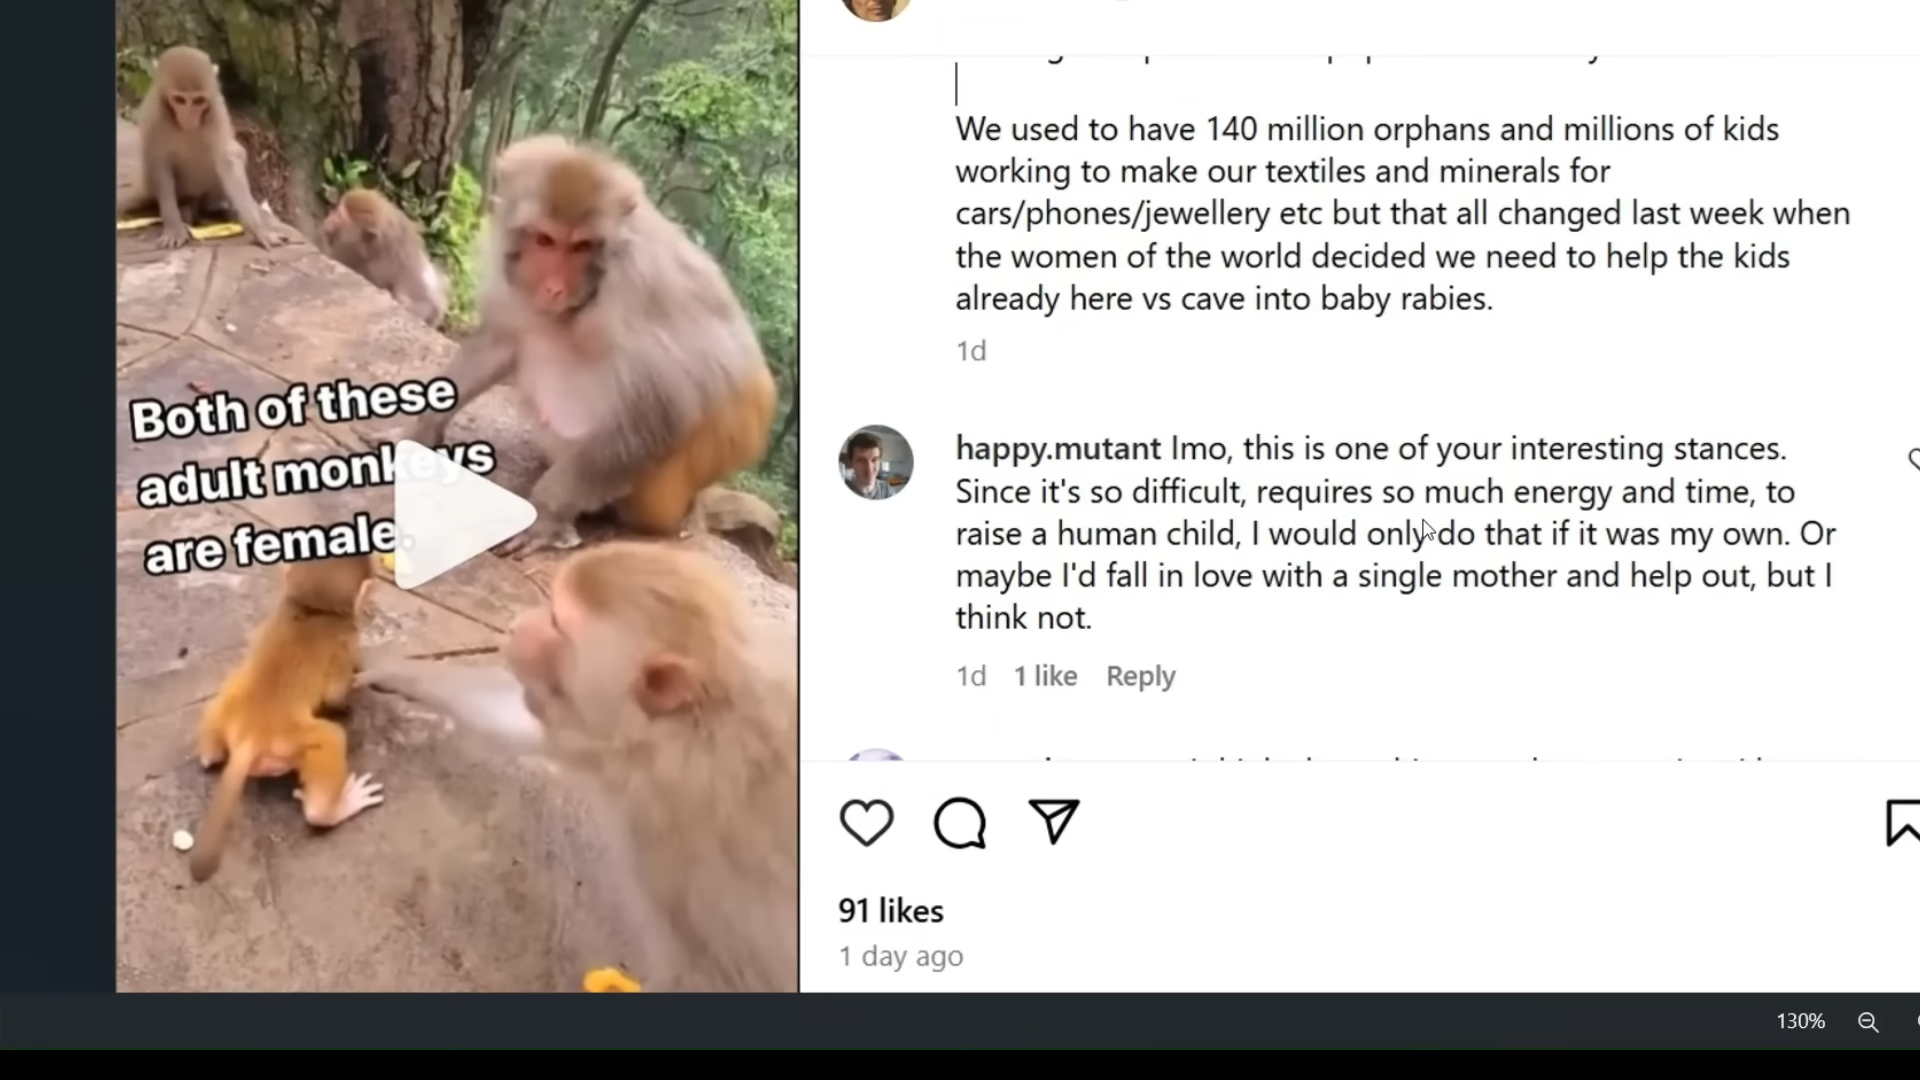 Both of these
adult monkeys
are female.
We used to have 140 million orphans and millions of kids
working to make our textiles and minerals for
cars/phones/jewellery etc but that all changed last week when
the women of the world decided we need to help the kids
already here vs cave into baby rabies.
1d
happy.mutant Imo, this is one of your interesting stances.
Since it's so difficult, requires so much energy and time, to
raise a human child, I would only do that if it was my own. Or
maybe I'd fall in love with a single mother and help out, but I
think not.
1d 1 like Reply
91 likes
1 day ago
130%